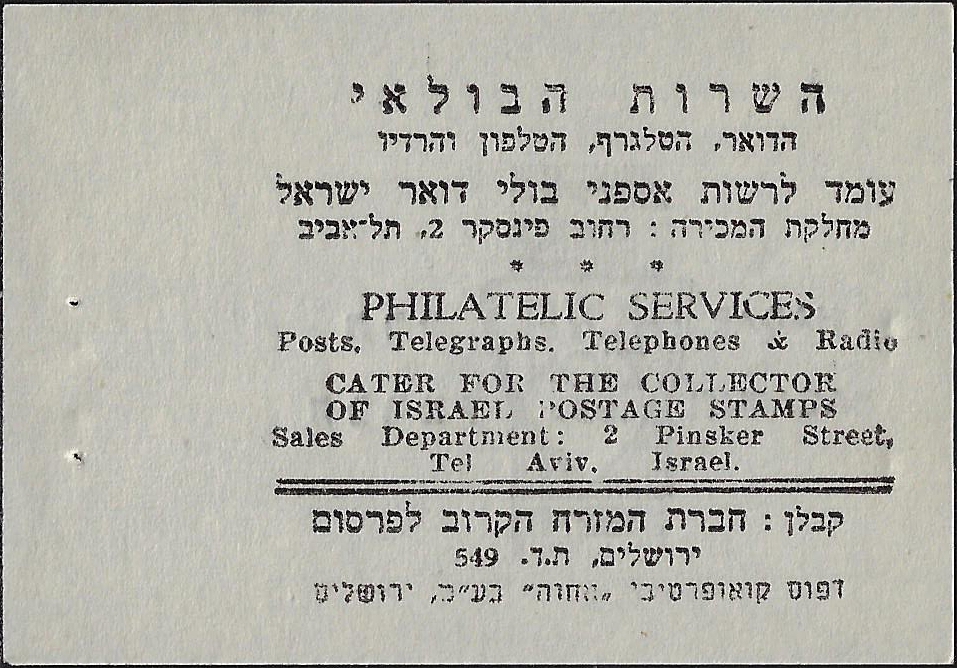 השרות הבולאי
הדואר, הטלגרף, הטלפון והרדיו
עומד לרשות אספני בולי דואר ישראל
מחלקת המכירה : רחוב פינסקר 2, תל־אביב
* * *
PHILATELIC SERVICES
Posts, Telegraphs, Telephones & Radio
CATER FOR THE COLLECTOR
OF ISRAEL POSTAGE STAMPS
Sales Department: 2 Pinsker Street,
Tel Aviv. Israel.
קבלן : חברת המזרח הקרוב לפרסום
ירושלים, ת.ד. 549
דפוס קואופרטיבי „אחוה" בע"מ, ירושלים